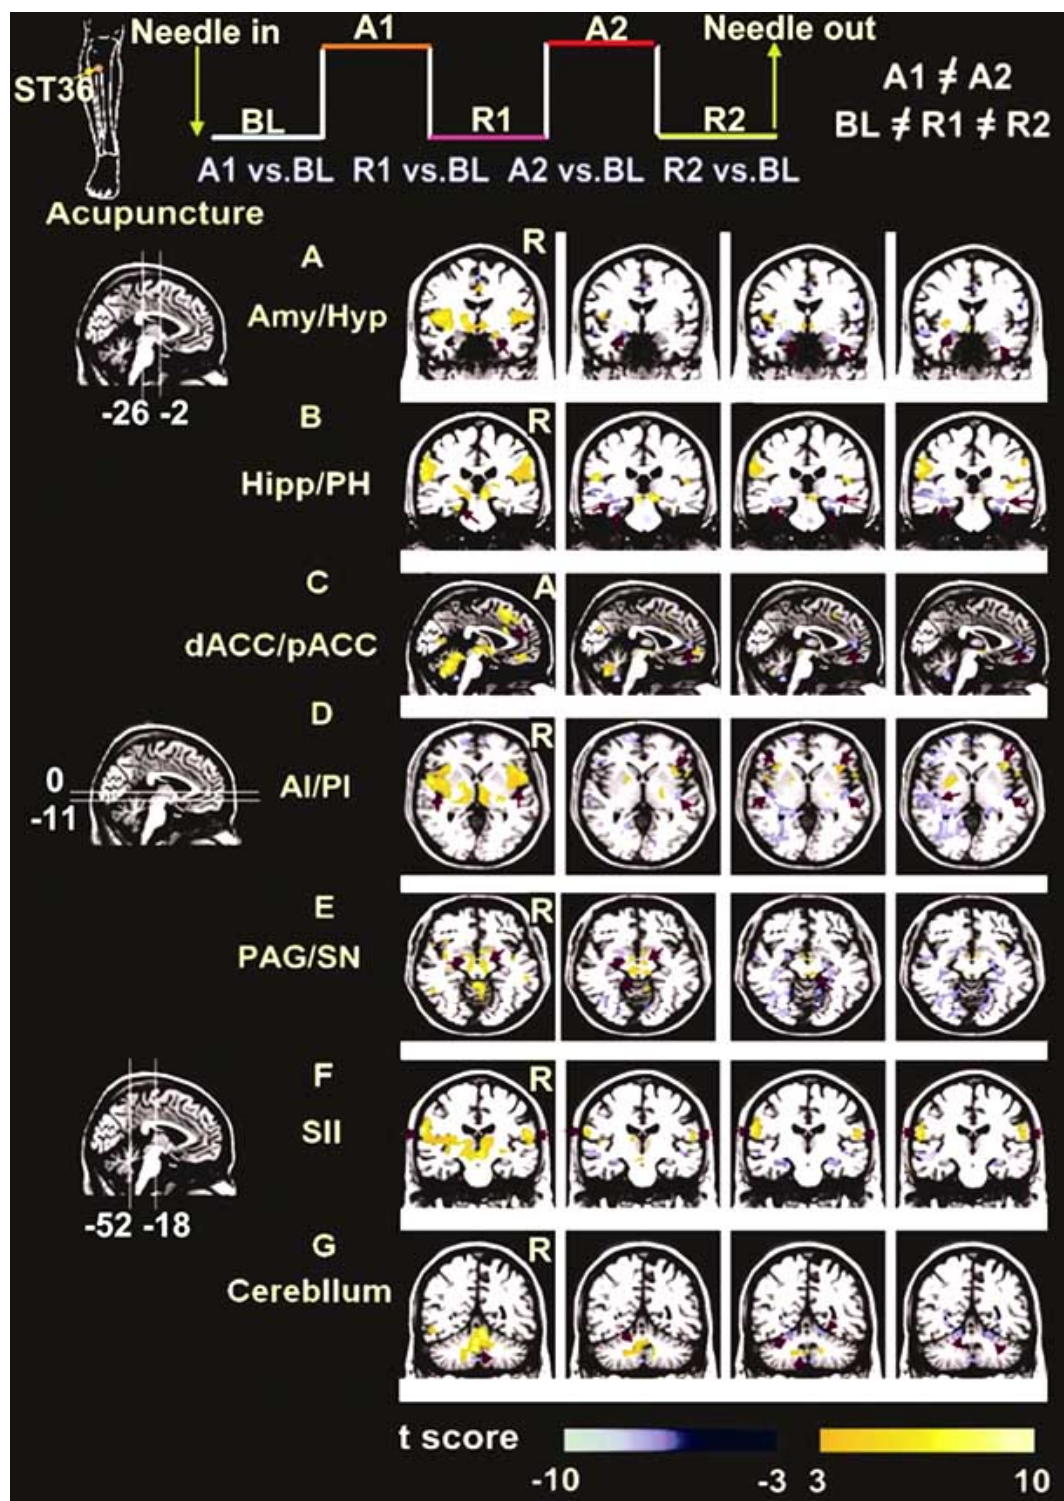 Needle in A1 A2 Needle out
ST36
A1 ≠ A2
BL R1 R2
BL ≠ R1 ≠ R2
A1 vs.BL R1 vs.BL A2 vs.BL R2 vs.BL
Acupuncture
A R
Amy/Hyp
-26 -2
B R
Hipp/PH
C A
dACC/pACC
D R
0 AI/PI
-11
E R
PAG/SN
F R
SII
-52 -18
G R
Cerebllum
t score
-10 -3 3 10